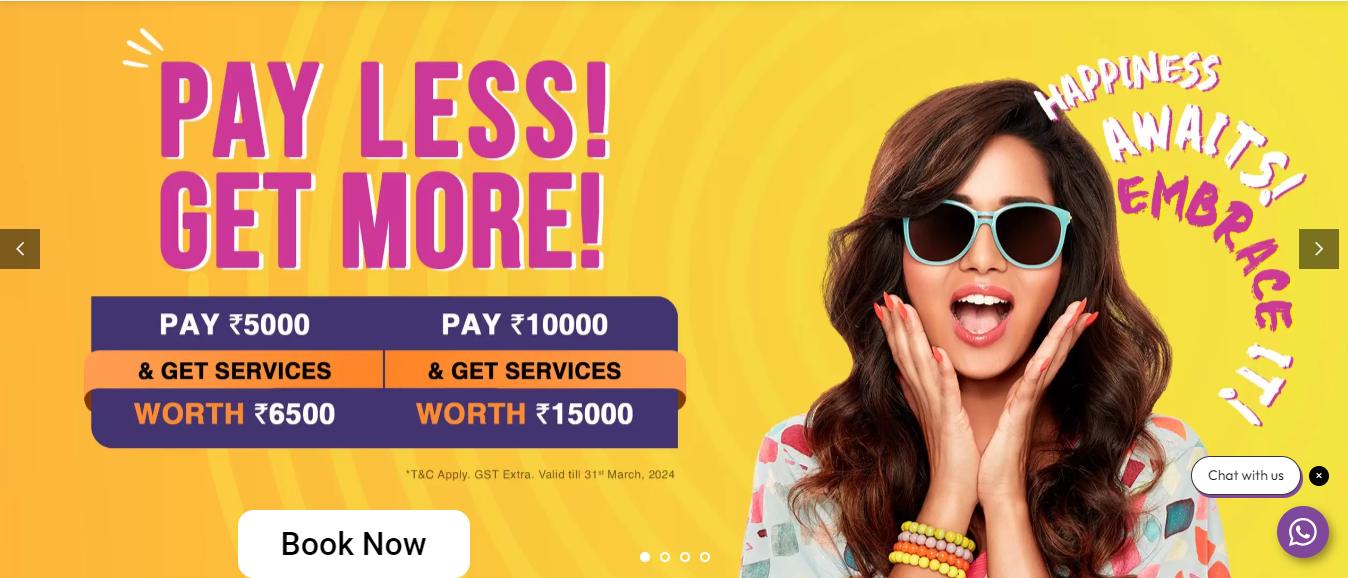 PAY LESS!
GET MORE!
PAY ₹5000
& GET SERVICES
WORTH ₹6500
PAY ₹10000
& GET SERVICES
WORTH ₹15000
*T&C Apply. GST Extra. Valid till 31st March, 2024
Book Now
HAPPINESS
AWAITS!
EMBRACE IT!
Chat with us